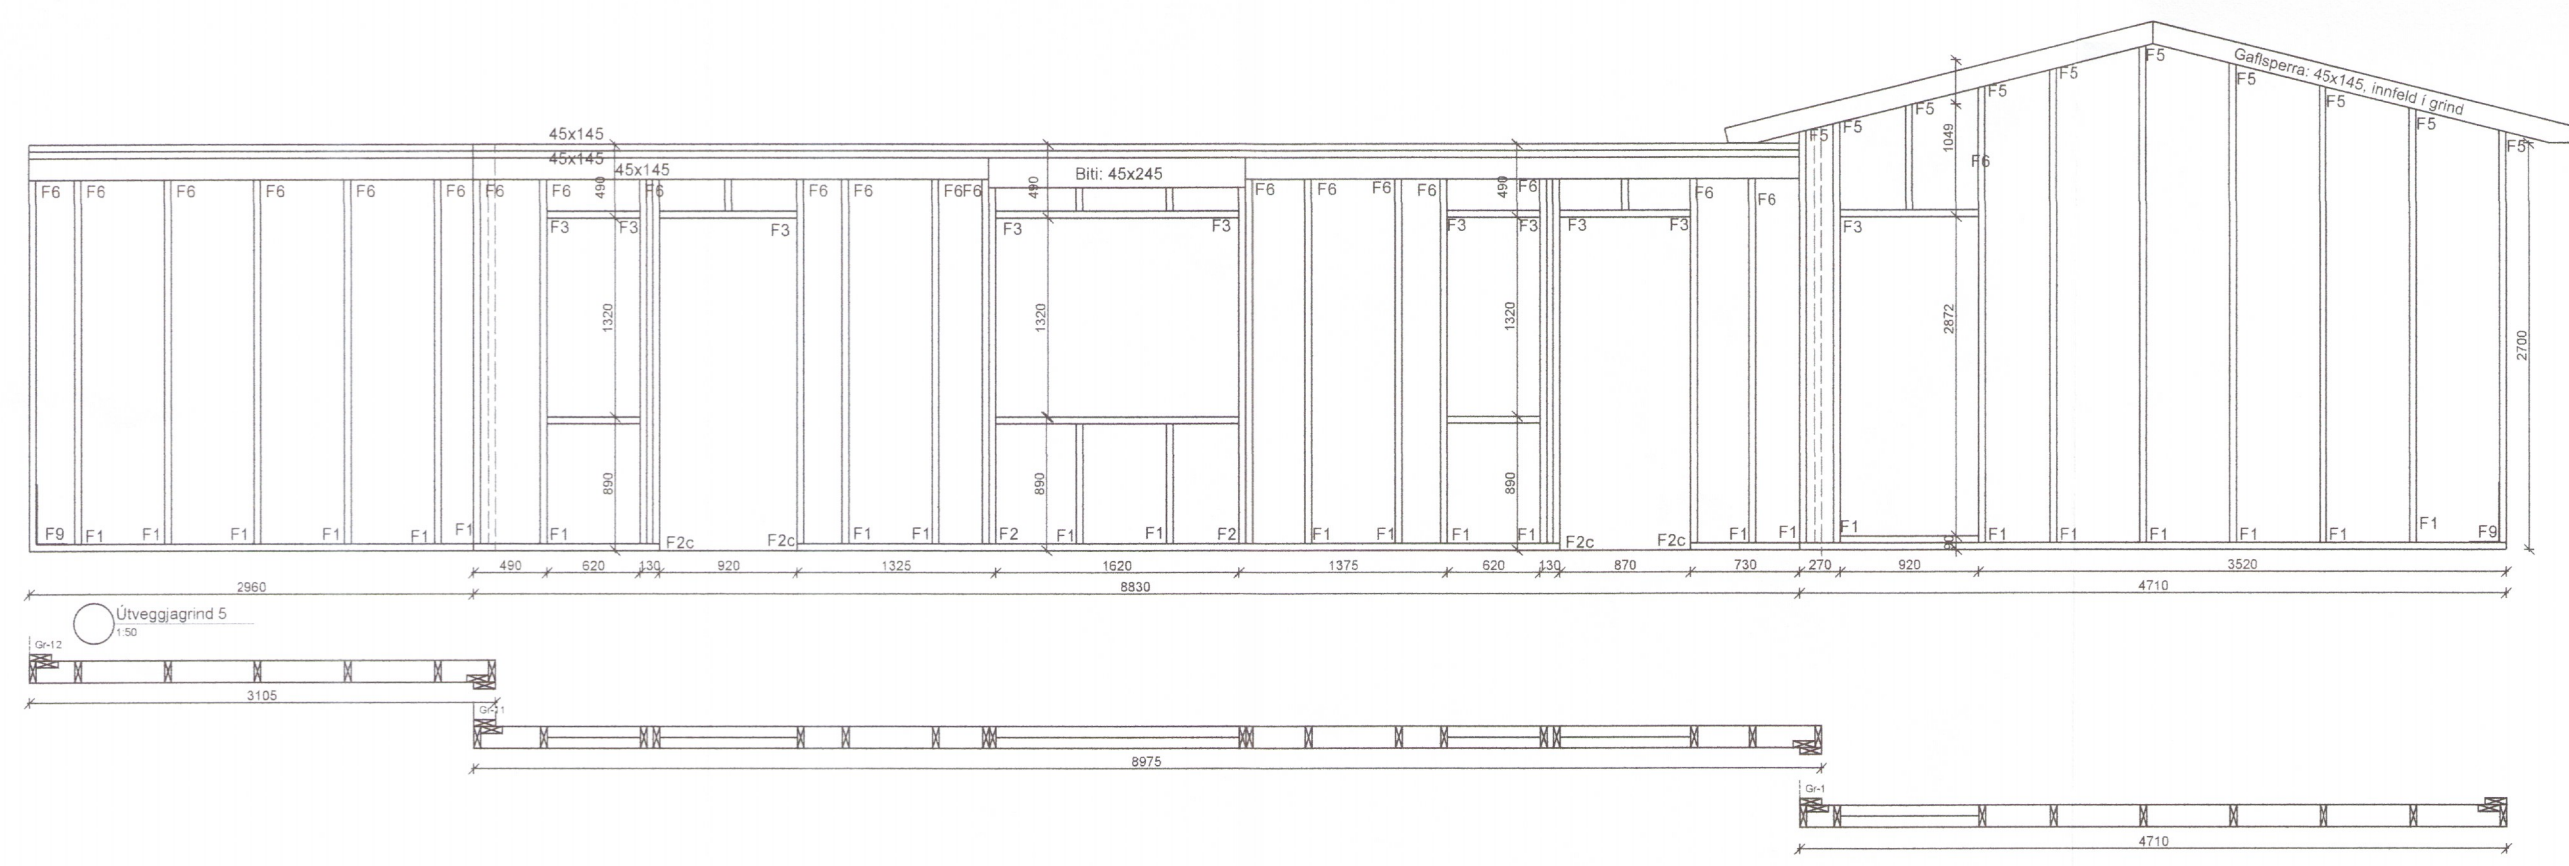 Gaflsperra: 45x145, innfeld í grind
F5
F5 F5
F5 F5
F5 F5
F5 F5 F5
F5
45x145
45x145
45x145
Biti: 45x245
490 490 490 1049
F6 F6 F6 F6 F6 F6 F6 F6 F6 F6 F6 F6F6 F6 F6 F6 F6 F6 F6 F6 F6
F3 F3 F3 F3 F3 F3 F3 F3 F3 F3
1320 1320 1320 2872 2700
890 890 890 90
F9 F1 F1 F1 F1 F1 F1 F1 F2c F2c F1 F1 F2 F1 F1 F2 F1 F1 F1 F1 F2c F2c F1 F1 F1 F1 F1 F1 F1 F1 F1 F9
490 620 130 920 1325 1620 1375 620 130 870 730 270 920 3520
2960 8830 4710
Útveggjagrind 5
1:50
Gr-12
3105
Gr-11
8975
Gr-1
4710